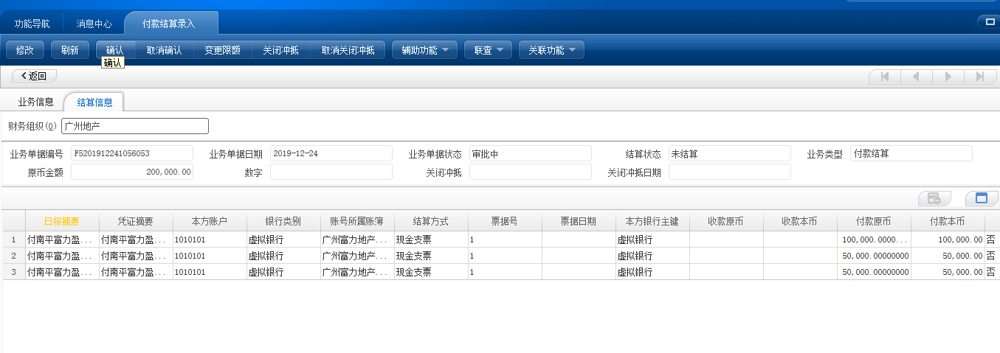 功能导航 消息中心 付款结算录入
修改 刷新 确认 取消确认 变更限额 关闭冲抵 取消关闭冲抵 辅助功能 联查 关联功能
确认
返回
业务信息 结算信息
财务组织(O) 广州地产
业务单据编号 F5201912241056053 业务单据日期 2019-12-24 业务单据状态 审批中 结算状态 未结算 业务类型 付款结算
原币金额 200,000.00 数字 关闭冲抵 关闭冲抵日期
日报摘要 凭证摘要 本方账户 银行类别 账号所属账簿 结算方式 票据号 票据日期 本方银行主键 收款原币 收款本币 付款原币 付款本币
1 付南平富力盈... 付南平富力盈... 1010101 虚拟银行 广州富力地产... 现金支票 1 虚拟银行 100,000.0000... 100,000.00 否
2 付南平富力盈... 付南平富力盈... 1010101 虚拟银行 广州富力地产... 现金支票 1 虚拟银行 50,000.00000000 50,000.00 否
3 付南平富力盈... 付南平富力盈... 1010101 虚拟银行 广州富力地产... 现金支票 1 虚拟银行 50,000.00000000 50,000.00 否